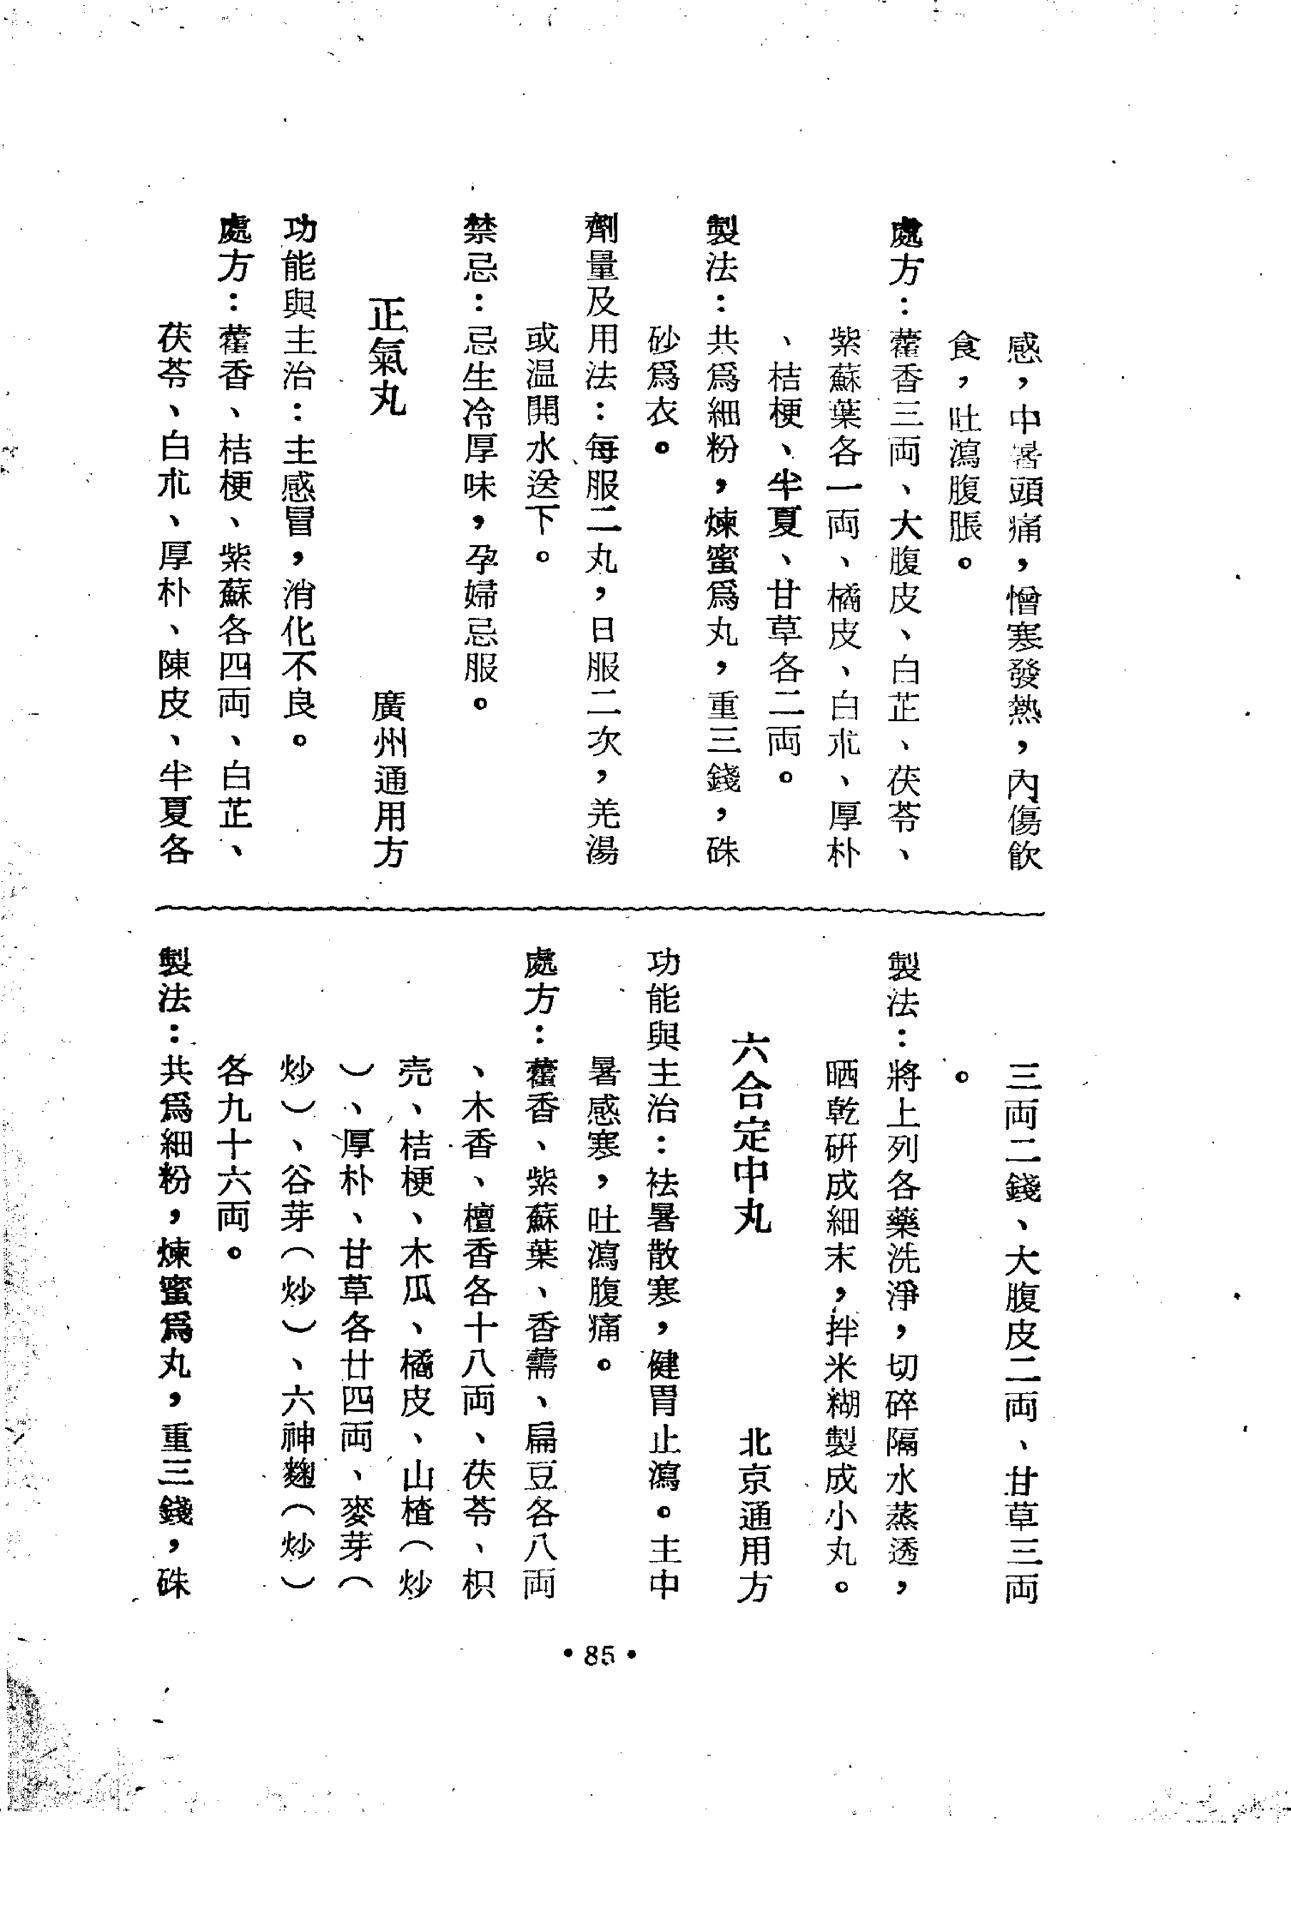 感，中暑頭痛，憎寒發熱，內傷飮
食，吐瀉腹脹。
處方：藿香三両、大腹皮、白芷、茯苓、
紫蘇葉各一両、橘皮、白朮、厚朴
、桔梗、半夏、甘草各二両。
製法：共爲細粉，煉蜜爲丸，重三錢，硃
砂爲衣。
劑量及用法：每服二丸，日服二次，羌湯
或温開水送下。
禁忌：忌生冷厚味，孕婦忌服。
正氣丸　廣州通用方
功能與主治：主感冒，消化不良。
處方：藿香、桔梗、紫蘇各四両、白芷、
茯苓、白朮、厚朴、陳皮、半夏各
三両二錢、大腹皮二両、甘草三両
。
製法：將上列各藥洗淨，切碎隔水蒸透，
晒乾硏成細末，拌米糊製成小丸。
六合定中丸　北京通用方
功能與主治：袪暑散寒，健胃止瀉。主中
暑感寒，吐瀉腹痛。
處方：藿香、紫蘇葉、香薷、扁豆各八両
、木香、檀香各十八両、茯苓、枳
壳、桔梗、木瓜、橘皮、山楂（炒
）、厚朴、甘草各廿四両、麥芽（
炒）、谷芽（炒）、六神麯（炒）
各九十六両。
製法：共爲細粉，煉蜜爲丸，重三錢，硃
•85•